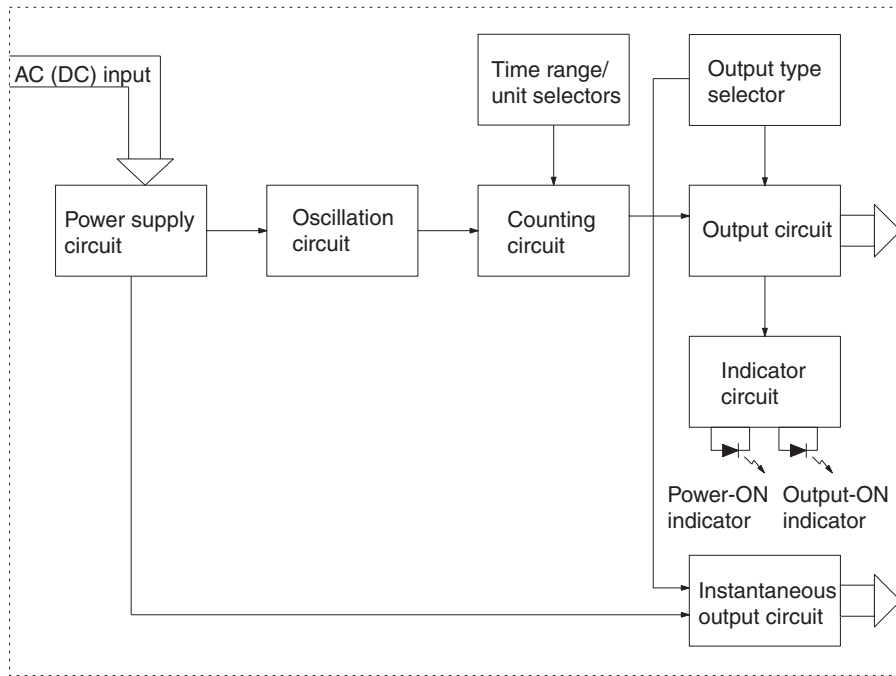 AC (DC) input
Time range/
unit selectors
Output type
selector
Power supply
circuit
Oscillation
circuit
Counting
circuit
Output circuit
Indicator
circuit
Power-ON
indicator
Output-ON
indicator
Instantaneous
output circuit